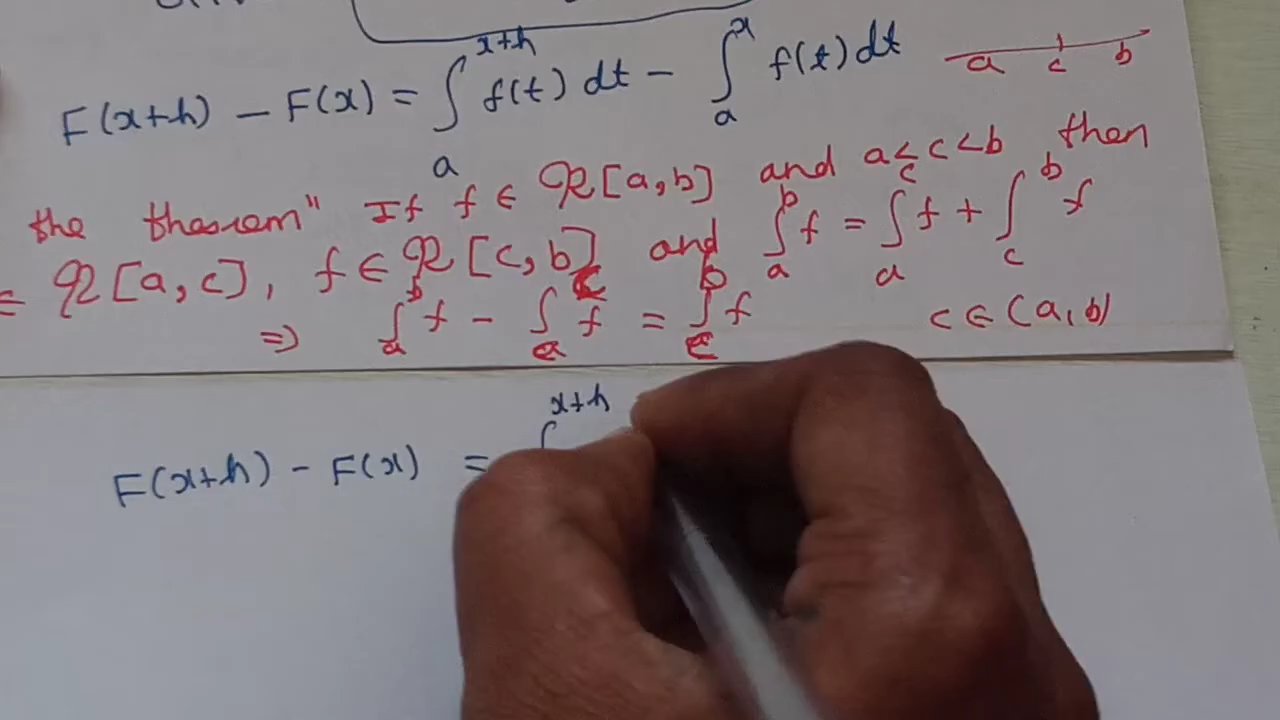 F(x+h) - F(x) = ∫_a^{x+h} f(t) dt - ∫_a^x f(t) dt
a c b
the theorem" If f ∈ R[a,b] and a<c<b then
R[a,c], f ∈ R[c,b] and ∫_a^b f = ∫_a^c f + ∫_c^b f
⇒ ∫_a^b f - ∫_a^c f = ∫_c^b f c ∈ (a,b)
F(x+h) - F(x) = ∫^{x+h}